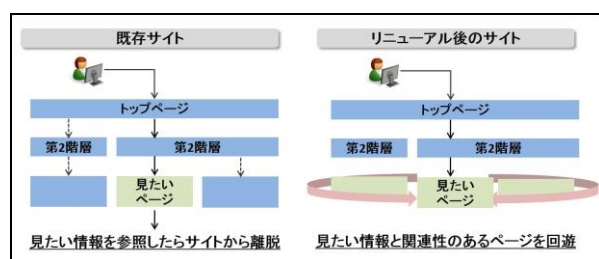 既存サイト
トップページ
第2階層
第2階層
見たい
ページ
見たい情報を参照したらサイトから離脱
リニューアル後のサイト
トップページ
第2階層
第2階層
見たい
ページ
見たい情報と関連性のあるページを回遊